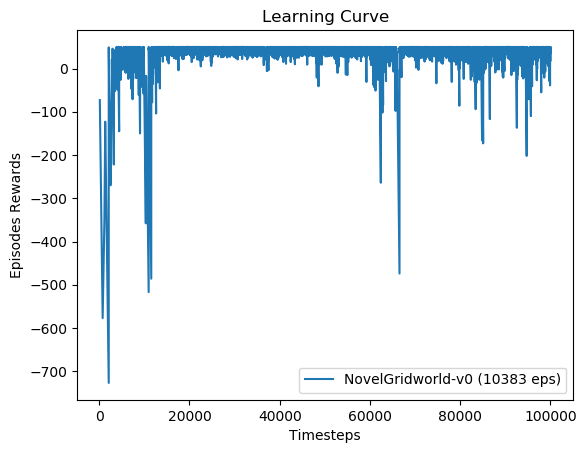 Learning Curve
Episodes Rewards
0
−100
−200
−300
−400
−500
−600
−700
NovelGridworld-v0 (10383 eps)
0 20000 40000 60000 80000 100000
Timesteps